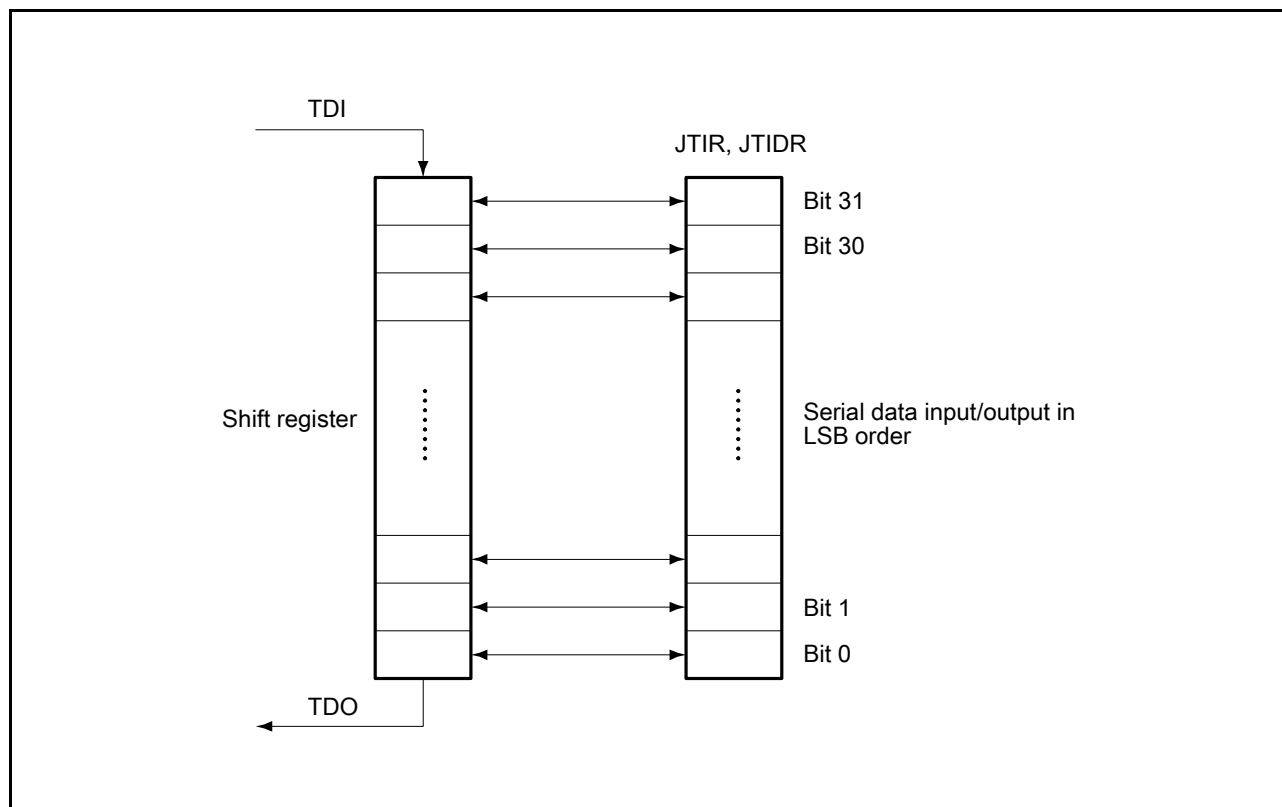 TDI
JTIR, JTIDR
Bit 31
Bit 30
Shift register
Serial data input/output in
LSB order
Bit 1
Bit 0
TDO